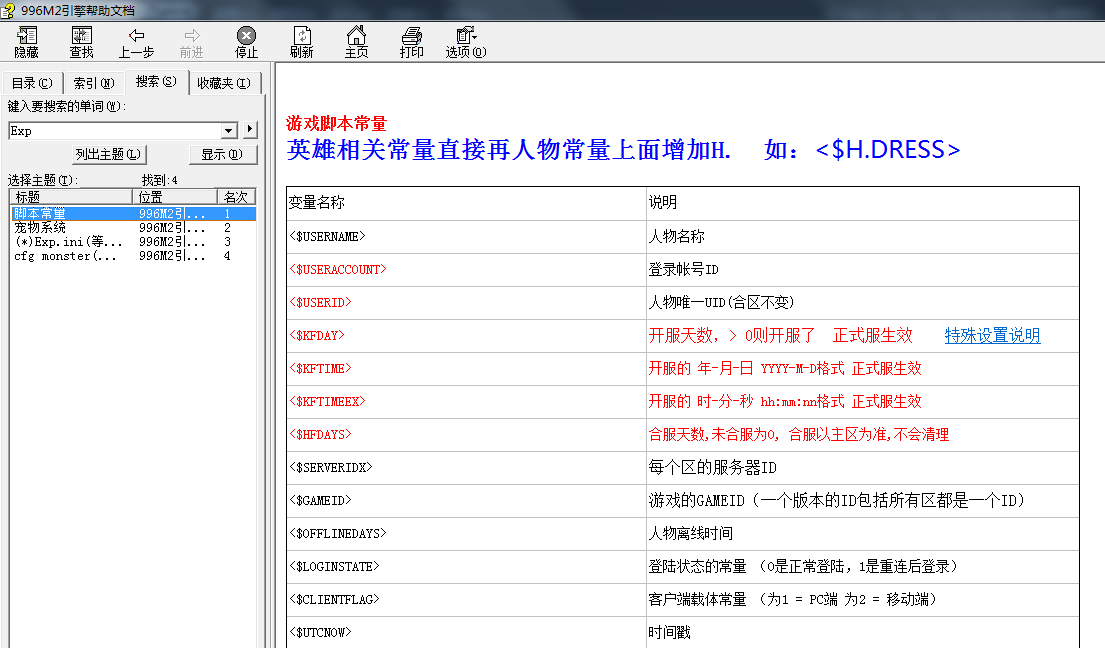 996M2引擎帮助文档
隐藏 查找 上一步 前进 停止 刷新 主页 打印 选项(O)
目录(C) 索引(N) 搜索(S) 收藏夹(I)
键入要搜索的单词(W):
Exp
列出主题(L) 显示(D)
选择主题(T): 找到:4
标题 位置 名次
脚本常量 996M2引... 1
宠物系统 996M2引... 2
(*)Exp.ini(等... 996M2引... 3
cfg monster(... 996M2引... 4
游戏脚本常量
英雄相关常量直接再人物常量上面增加H. 如：<$H.DRESS>
变量名称 说明
<$USERNAME> 人物名称
<$USERACCOUNT> 登录帐号ID
<$USERID> 人物唯一UID(合区不变)
<$KFDAY> 开服天数，> 0则开服了 正式服生效 特殊设置说明
<$KFTIME> 开服的 年-月-日 YYYY-M-D格式 正式服生效
<$KFTIMEEX> 开服的 时-分-秒 hh:mm:nn格式 正式服生效
<$HFDAYS> 合服天数,未合服为0, 合服以主区为准,不会清理
<$SERVERIDX> 每个区的服务器ID
<$GAMEID> 游戏的GAMEID（一个版本的ID包括所有区都是一个ID）
<$OFFLINEDAYS> 人物离线时间
<$LOGINSTATE> 登陆状态的常量 （0是正常登陆，1是重连后登录）
<$CLIENTFLAG> 客户端载体常量 （为1 = PC端 为2 = 移动端）
<$UTCNOW> 时间戳